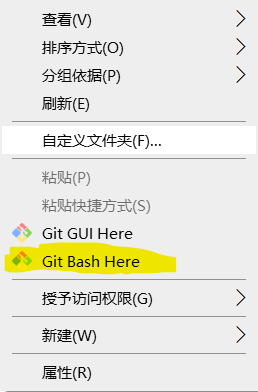 查看(V)
排序方式(O)
分组依据(P)
刷新(E)
自定义文件夹(F)...
粘贴(P)
粘贴快捷方式(S)
Git GUI Here
Git Bash Here
授予访问权限(G)
新建(W)
属性(R)